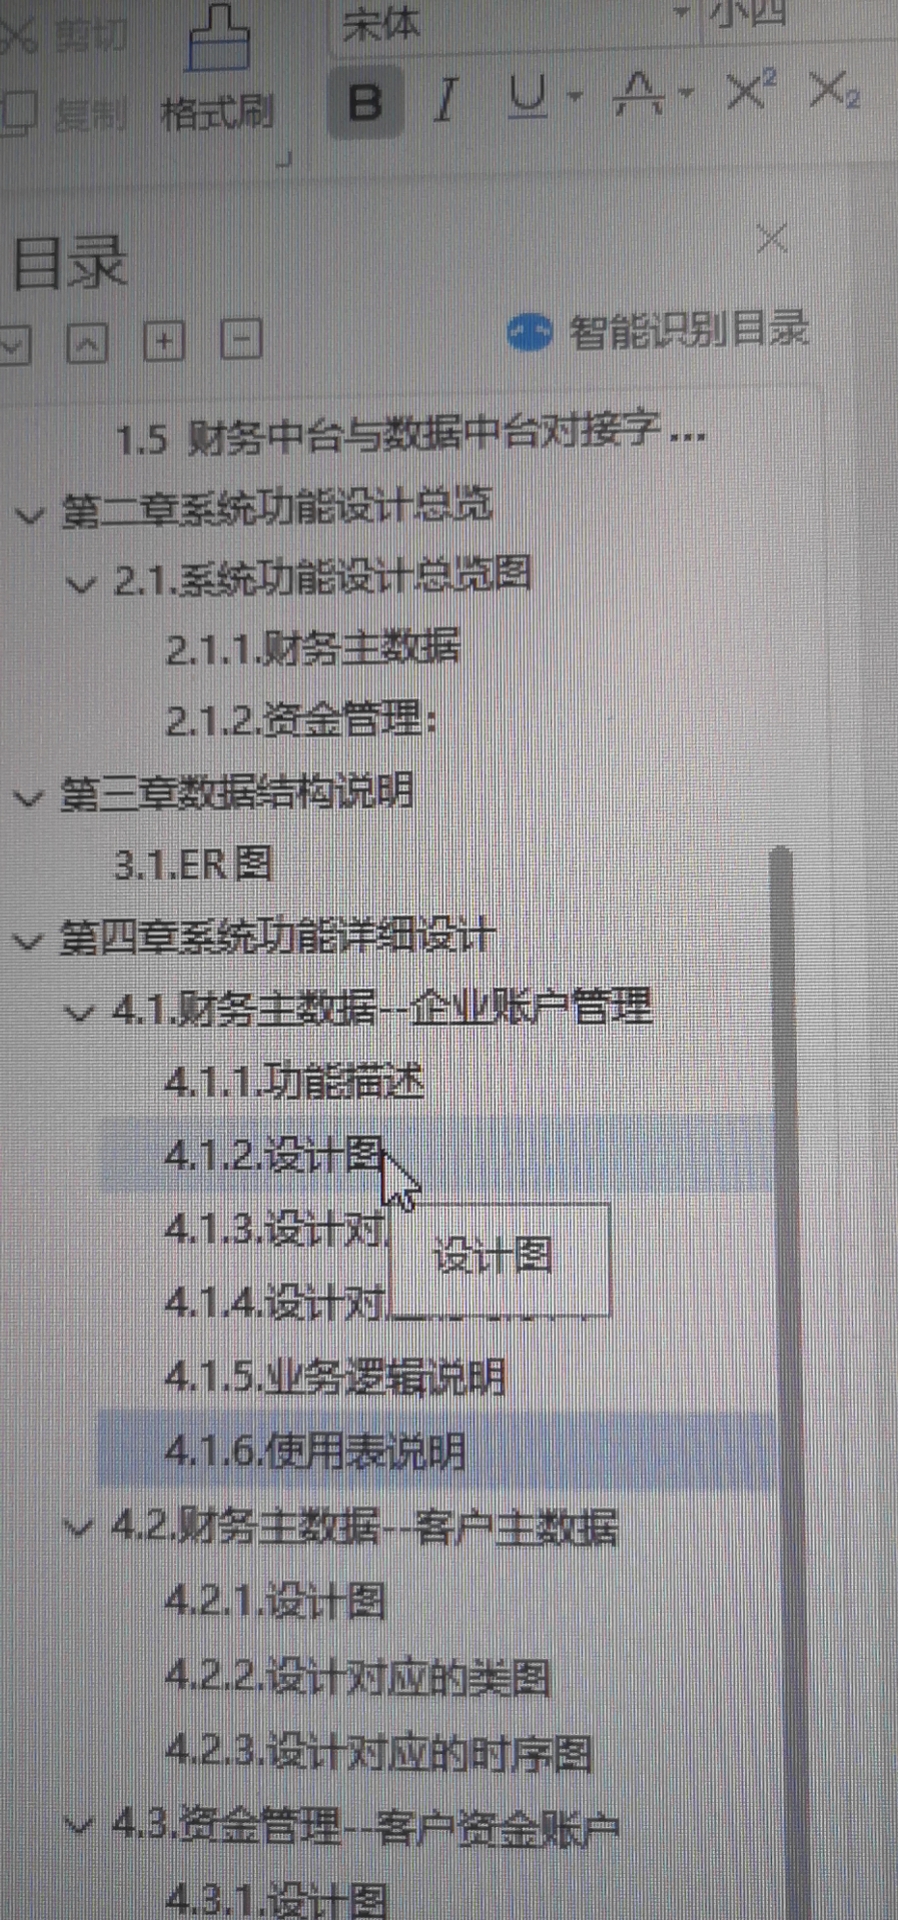 剪切
宋体
小四
复制
格式刷
B I U A X² X₂
目录
智能识别目录
1.5 财务中台与数据中台对接字...
第二章系统功能设计总览
2.1.系统功能设计总览图
2.1.1.财务主数据
2.1.2.资金管理：
第三章数据结构说明
3.1.ER图
第四章系统功能详细设计
4.1.财务主数据--企业账户管理
4.1.1.功能描述
4.1.2.设计图
4.1.3.设计对
设计图
4.1.4.设计对
4.1.5.业务逻辑说明
4.1.6.使用表说明
4.2.财务主数据--客户主数据
4.2.1.设计图
4.2.2.设计对应的类图
4.2.3.设计对应的时序图
4.3.资金管理--客户资金账户
4.3.1.设计图